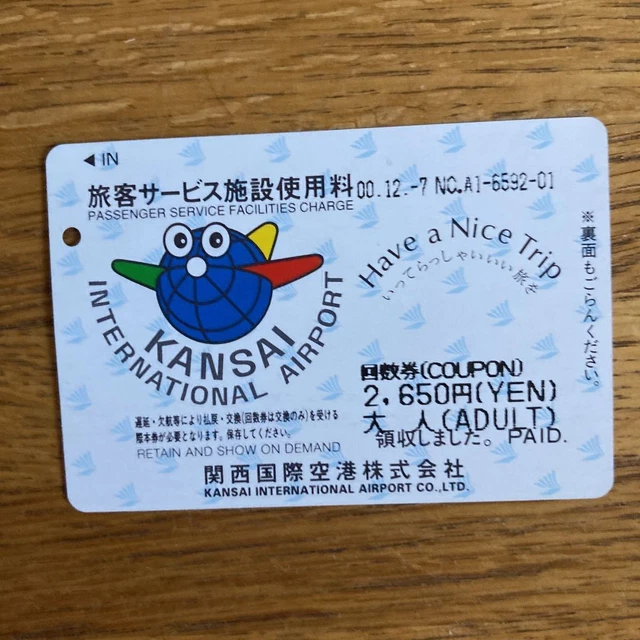 ◀IN
旅客サービス施設使用料 00.12.-7 NO.A1-6592-01
PASSENGER SERVICE FACILITIES CHARGE
KANSAI
INTERNATIONAL AIRPORT
Have a Nice Trip
いってらっしゃいいい旅を
※裏面もごらんください。
回数券(COUPON)
2,650円(YEN)
大 人(ADULT)
領収しました。PAID.
遅延・欠航等により払戻・交換(回数券は交換のみ)を受ける
際本券が必要となります。保存してください。
RETAIN AND SHOW ON DEMAND
関西国際空港株式会社
KANSAI INTERNATIONAL AIRPORT CO.,LTD.